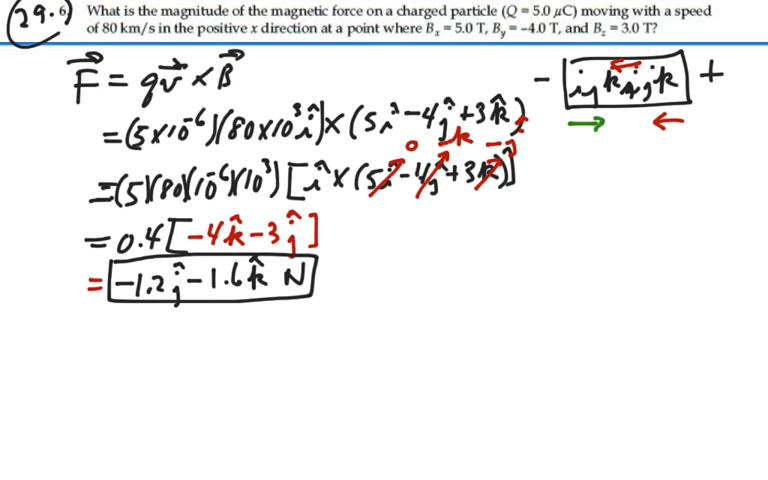 29.6) What is the magnitude of the magnetic force on a charged particle (Q = 5.0 μC) moving with a speed
of 80 km/s in the positive x direction at a point where Bₓ = 5.0 T, Bᵧ = −4.0 T, and B_z = 3.0 T?
F⃗ = qv⃗ × B⃗
− +
= (5×10⁻⁶)(80×10³ î) × (5î − 4ĵ + 3k̂)
0 k −ĵ
= (5)(80)(10⁻⁶)(10³) [î × (5î − 4ĵ + 3k̂)]
= 0.4 [−4k̂ − 3ĵ]
= −1.2ĵ − 1.6k̂ N